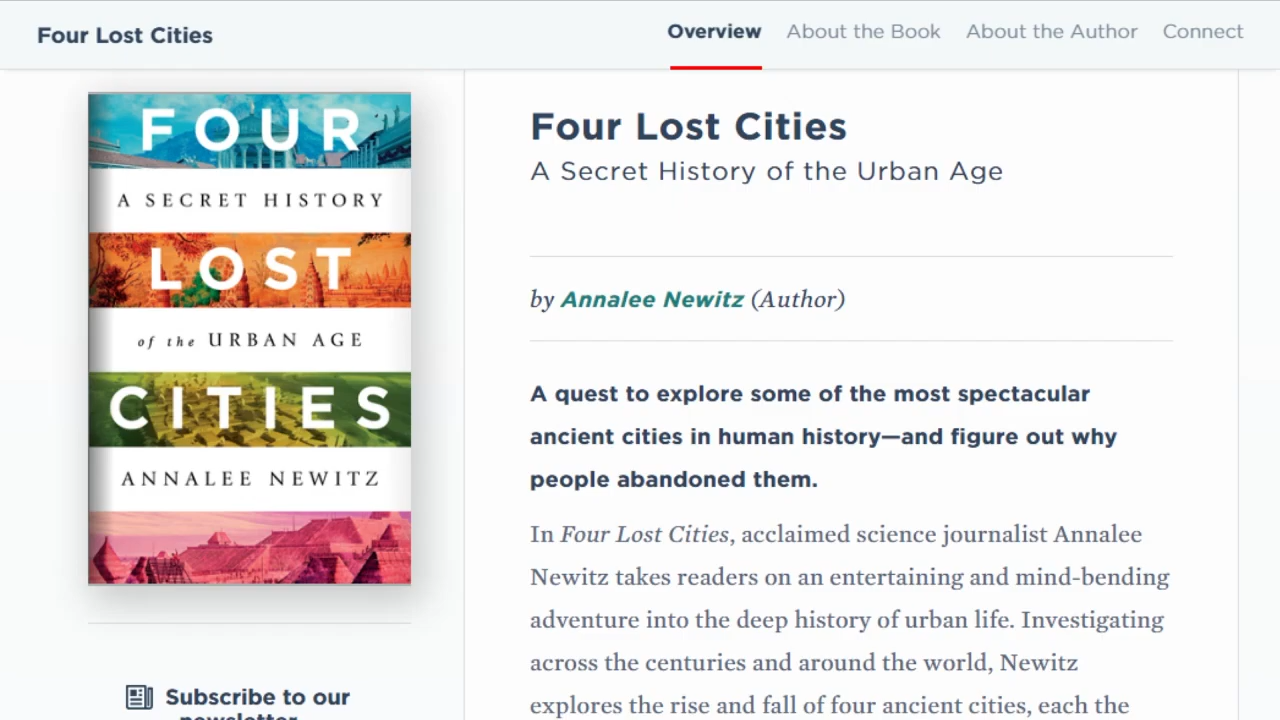 Four Lost Cities
Overview
About the Book
About the Author
Connect
FOUR
A SECRET HISTORY
LOST
of the URBAN AGE
CITIES
ANNALEE NEWITZ
Subscribe to our
newsletter
Four Lost Cities
A Secret History of the Urban Age
by Annalee Newitz (Author)
A quest to explore some of the most spectacular
ancient cities in human history—and figure out why
people abandoned them.
In Four Lost Cities, acclaimed science journalist Annalee
Newitz takes readers on an entertaining and mind-bending
adventure into the deep history of urban life. Investigating
across the centuries and around the world, Newitz
explores the rise and fall of four ancient cities, each the